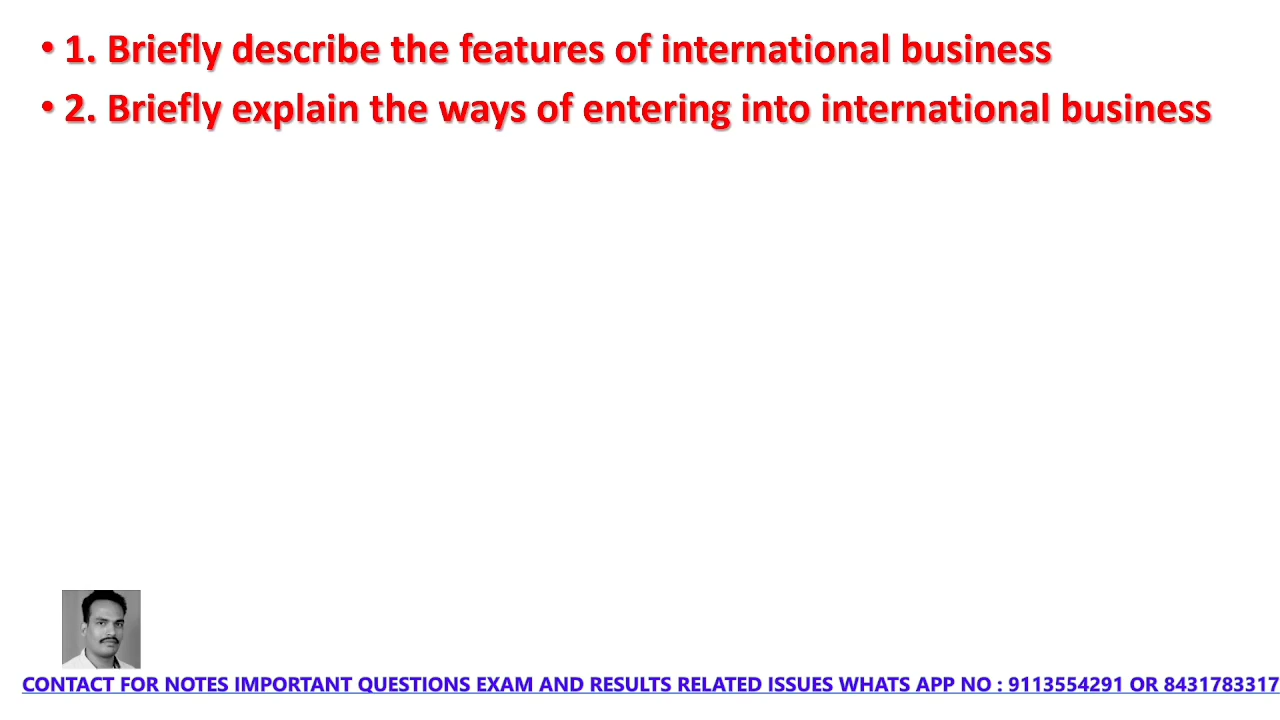 • 1. Briefly describe the features of international business
• 2. Briefly explain the ways of entering into international business
CONTACT FOR NOTES IMPORTANT QUESTIONS EXAM AND RESULTS RELATED ISSUES WHATS APP NO : 9113554291 OR 8431783317